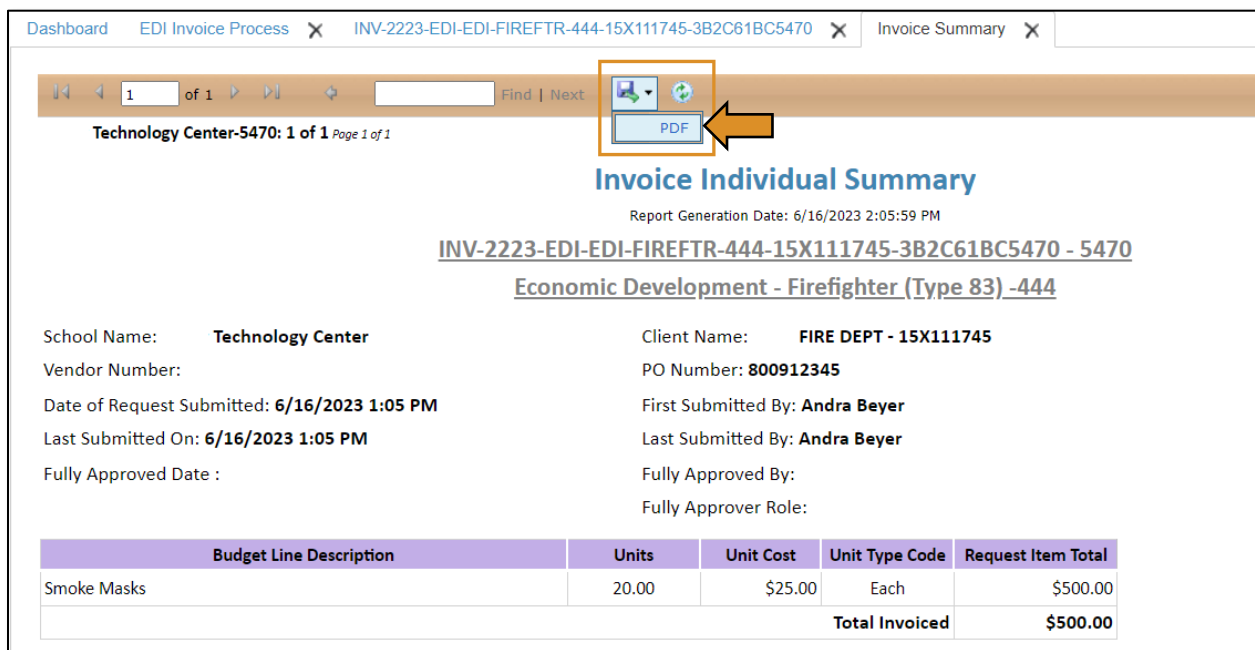 Dashboard EDI Invoice Process INV-2223-EDI-EDI-FIREFTR-444-15X111745-3B2C61BC5470 Invoice Summary
1 of 1 Find | Next
PDF
Technology Center-5470: 1 of 1 Page 1 of 1
Invoice Individual Summary
Report Generation Date: 6/16/2023 2:05:59 PM
INV-2223-EDI-EDI-FIREFTR-444-15X111745-3B2C61BC5470 - 5470
Economic Development - Firefighter (Type 83) -444
School Name: Technology Center Client Name: FIRE DEPT - 15X111745
Vendor Number: PO Number: 800912345
Date of Request Submitted: 6/16/2023 1:05 PM First Submitted By: Andra Beyer
Last Submitted On: 6/16/2023 1:05 PM Last Submitted By: Andra Beyer
Fully Approved Date : Fully Approved By:
Fully Approver Role:
Budget Line Description Units Unit Cost Unit Type Code Request Item Total
Smoke Masks 20.00 $25.00 Each $500.00
Total Invoiced $500.00